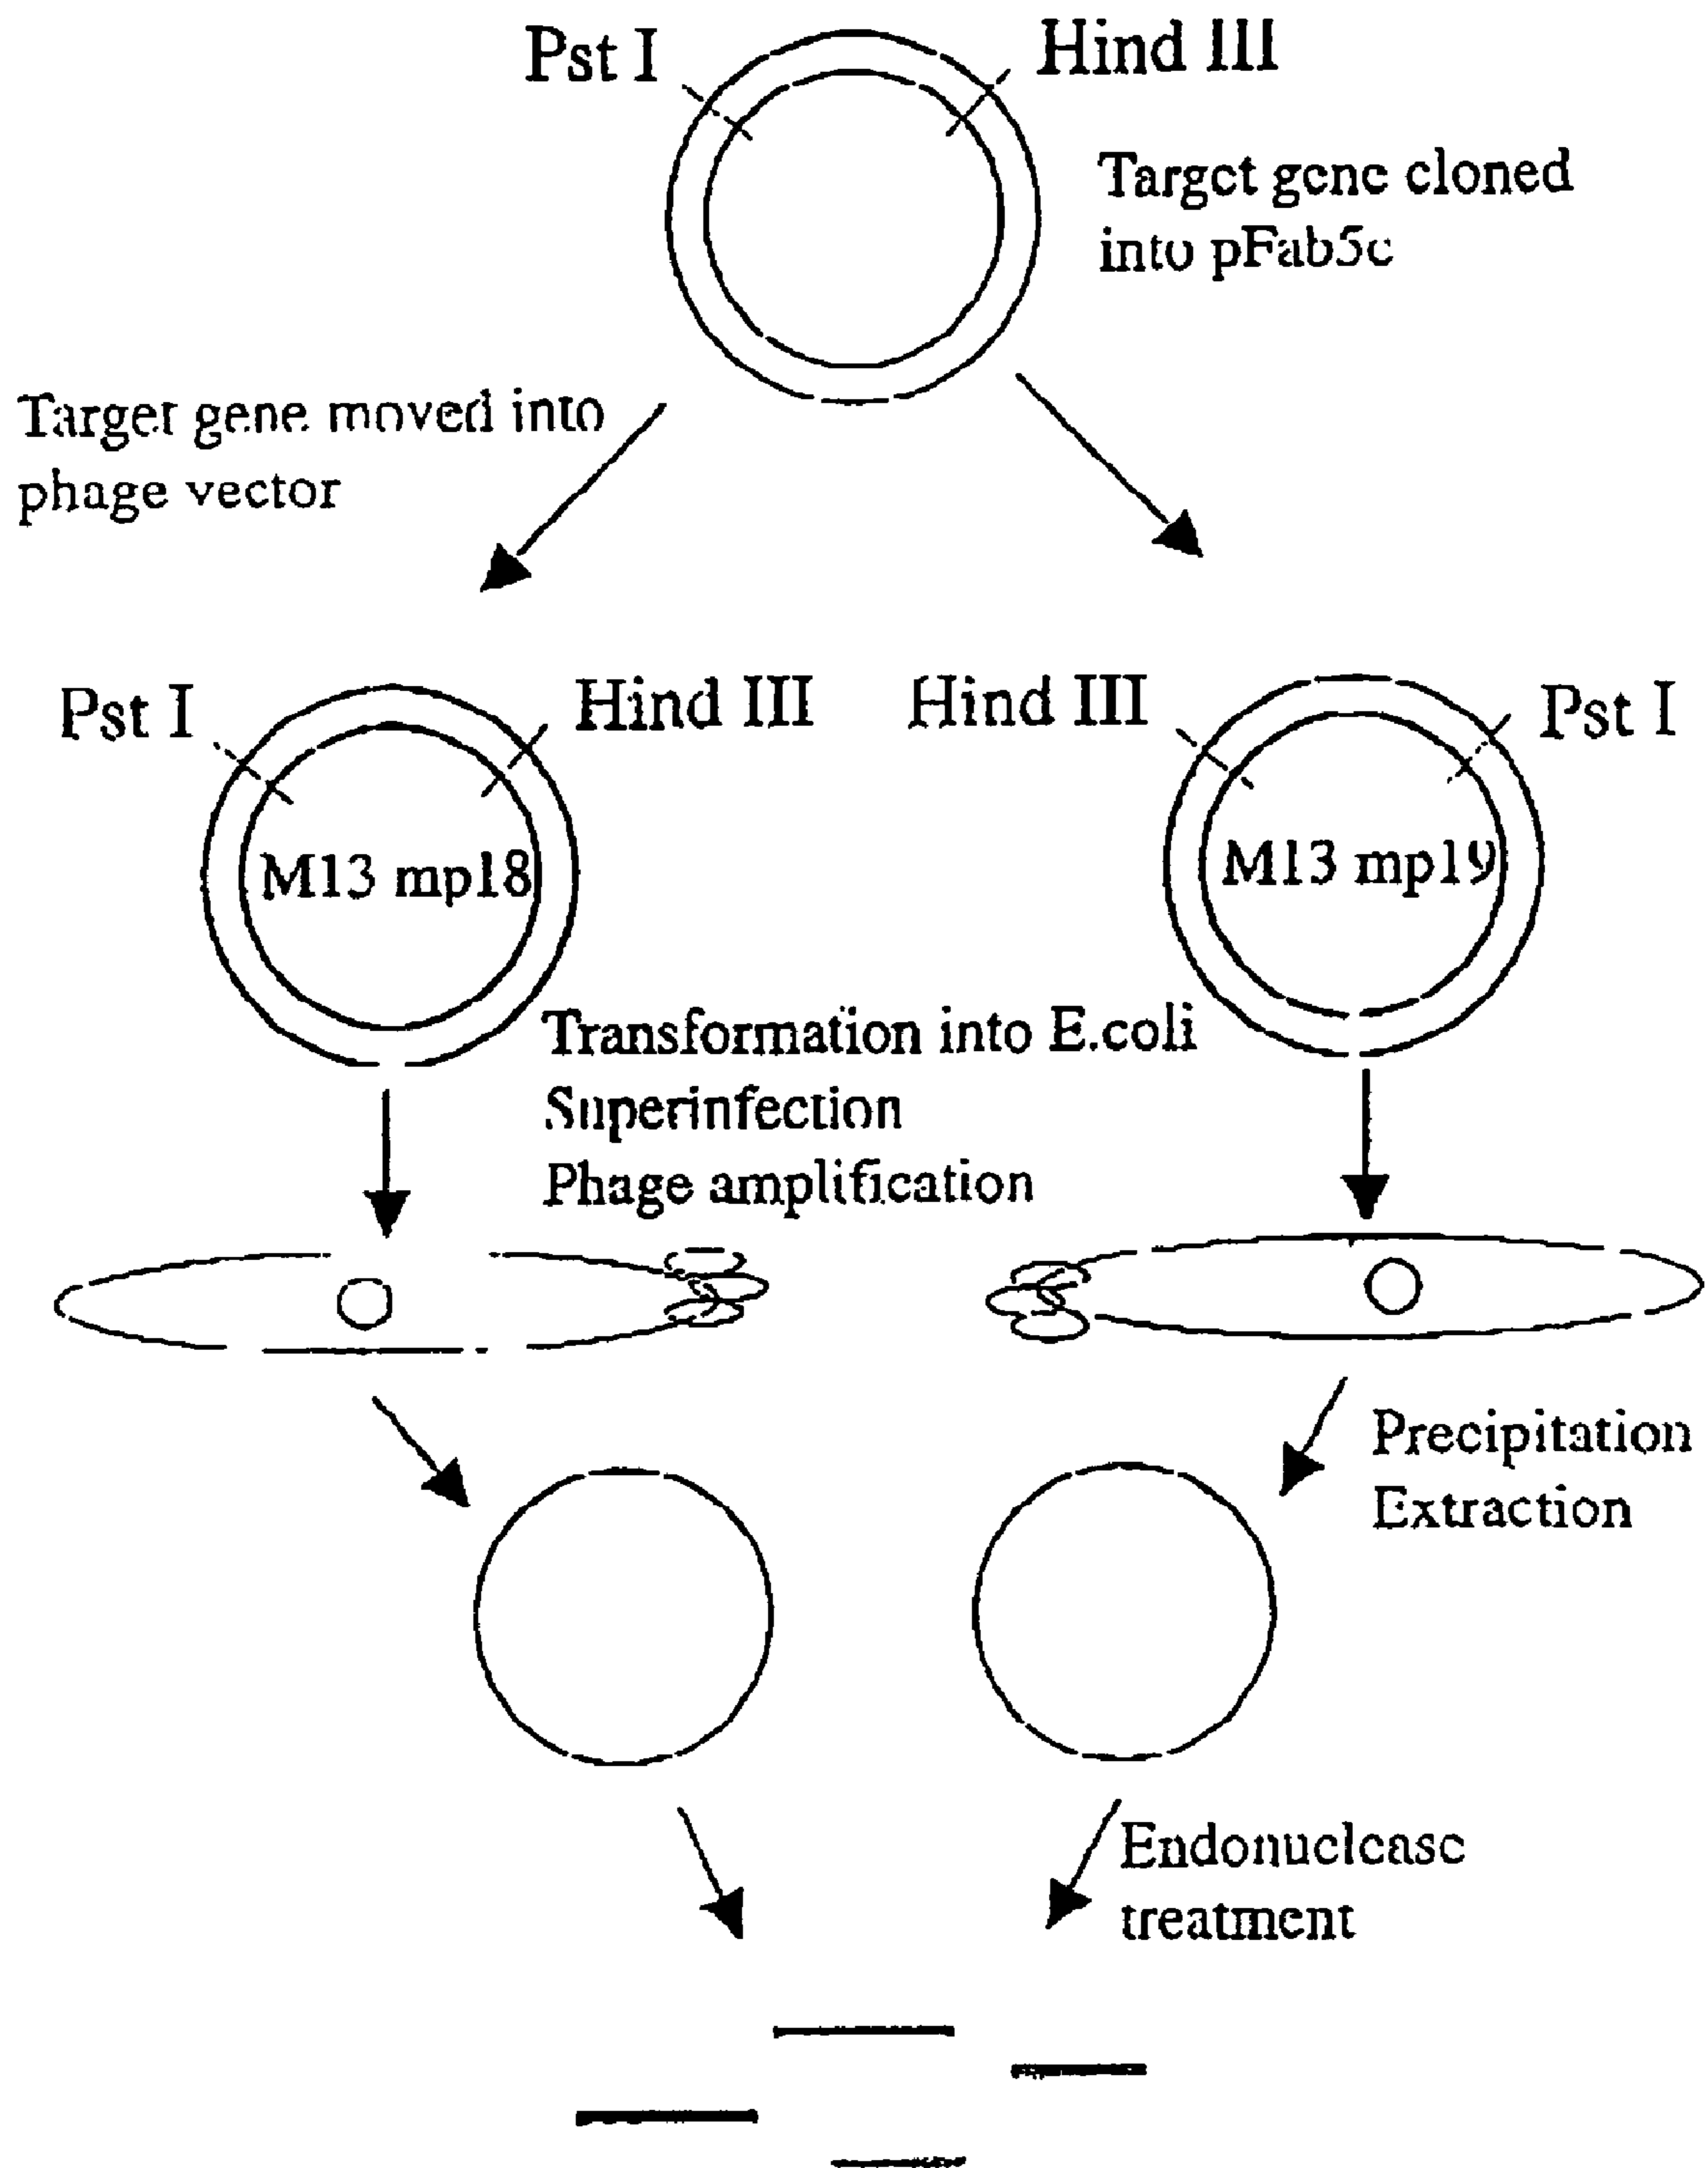 Pst I
Hind III
Target gene cloned
into pFab5c
Target gene moved into
phage vector
Pst I
Hind III
Hind III
Pst I
M13 mp18
M13 mp19
Transformation into E.coli
Superinfection
Phage amplification
Precipitation
Extraction
Endonuclease
treatment